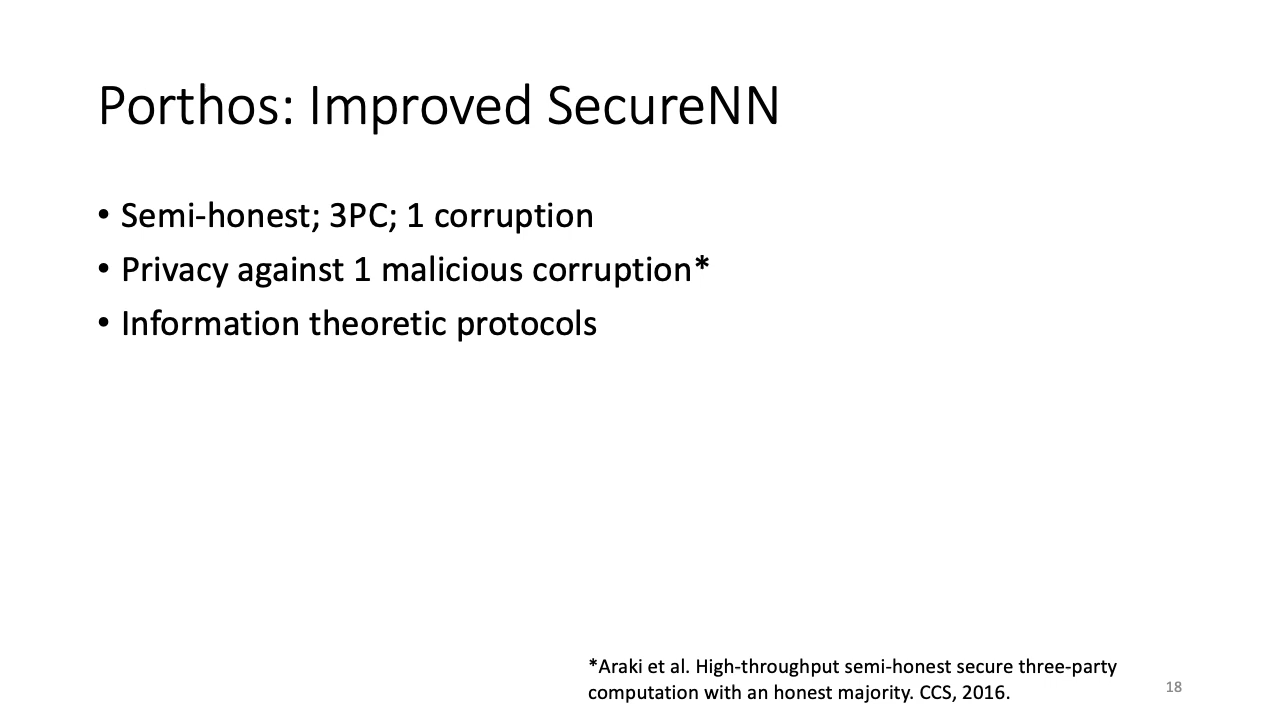 Porthos: Improved SecureNN
• Semi-honest; 3PC; 1 corruption
• Privacy against 1 malicious corruption*
• Information theoretic protocols
*Araki et al. High-throughput semi-honest secure three-party
computation with an honest majority. CCS, 2016.
18